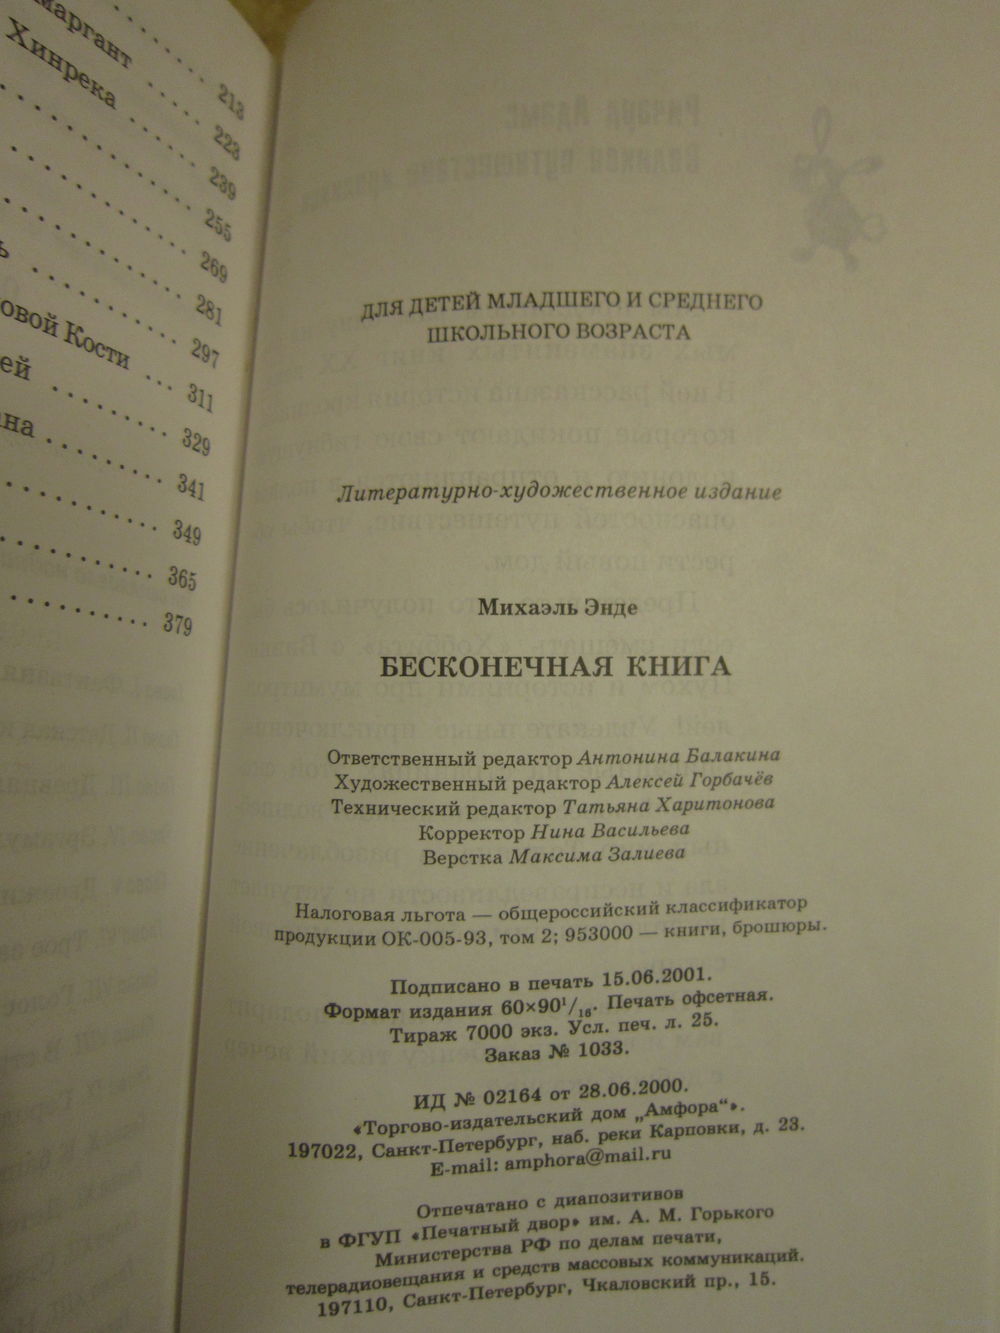 маргант
Хинрека
213
223
239
255
269
281
297
овой Кости
311
ей
329
на
341
349
365
379
ДЛЯ ДЕТЕЙ МЛАДШЕГО И СРЕДНЕГО
ШКОЛЬНОГО ВОЗРАСТА
Литературно-художественное издание
Михаэль Энде
БЕСКОНЕЧНАЯ КНИГА
Ответственный редактор Антонина Балакина
Художественный редактор Алексей Горбачёв
Технический редактор Татьяна Харитонова
Корректор Нина Васильева
Верстка Максима Залиева
Налоговая льгота — общероссийский классификатор
продукции ОК-005-93, том 2; 953000 — книги, брошюры.
Подписано в печать 15.06.2001.
Формат издания 60×90¹/₁₆. Печать офсетная.
Тираж 7000 экз. Усл. печ. л. 25.
Заказ № 1033.
ИД № 02164 от 28.06.2000.
«Торгово-издательский дом „Амфора“».
197022, Санкт-Петербург, наб. реки Карповки, д. 23.
E-mail: amphora@mail.ru
Отпечатано с диапозитивов
в ФГУП «Печатный двор» им. А. М. Горького
Министерства РФ по делам печати,
телерадиовещания и средств массовых коммуникаций.
197110, Санкт-Петербург, Чкаловский пр., 15.